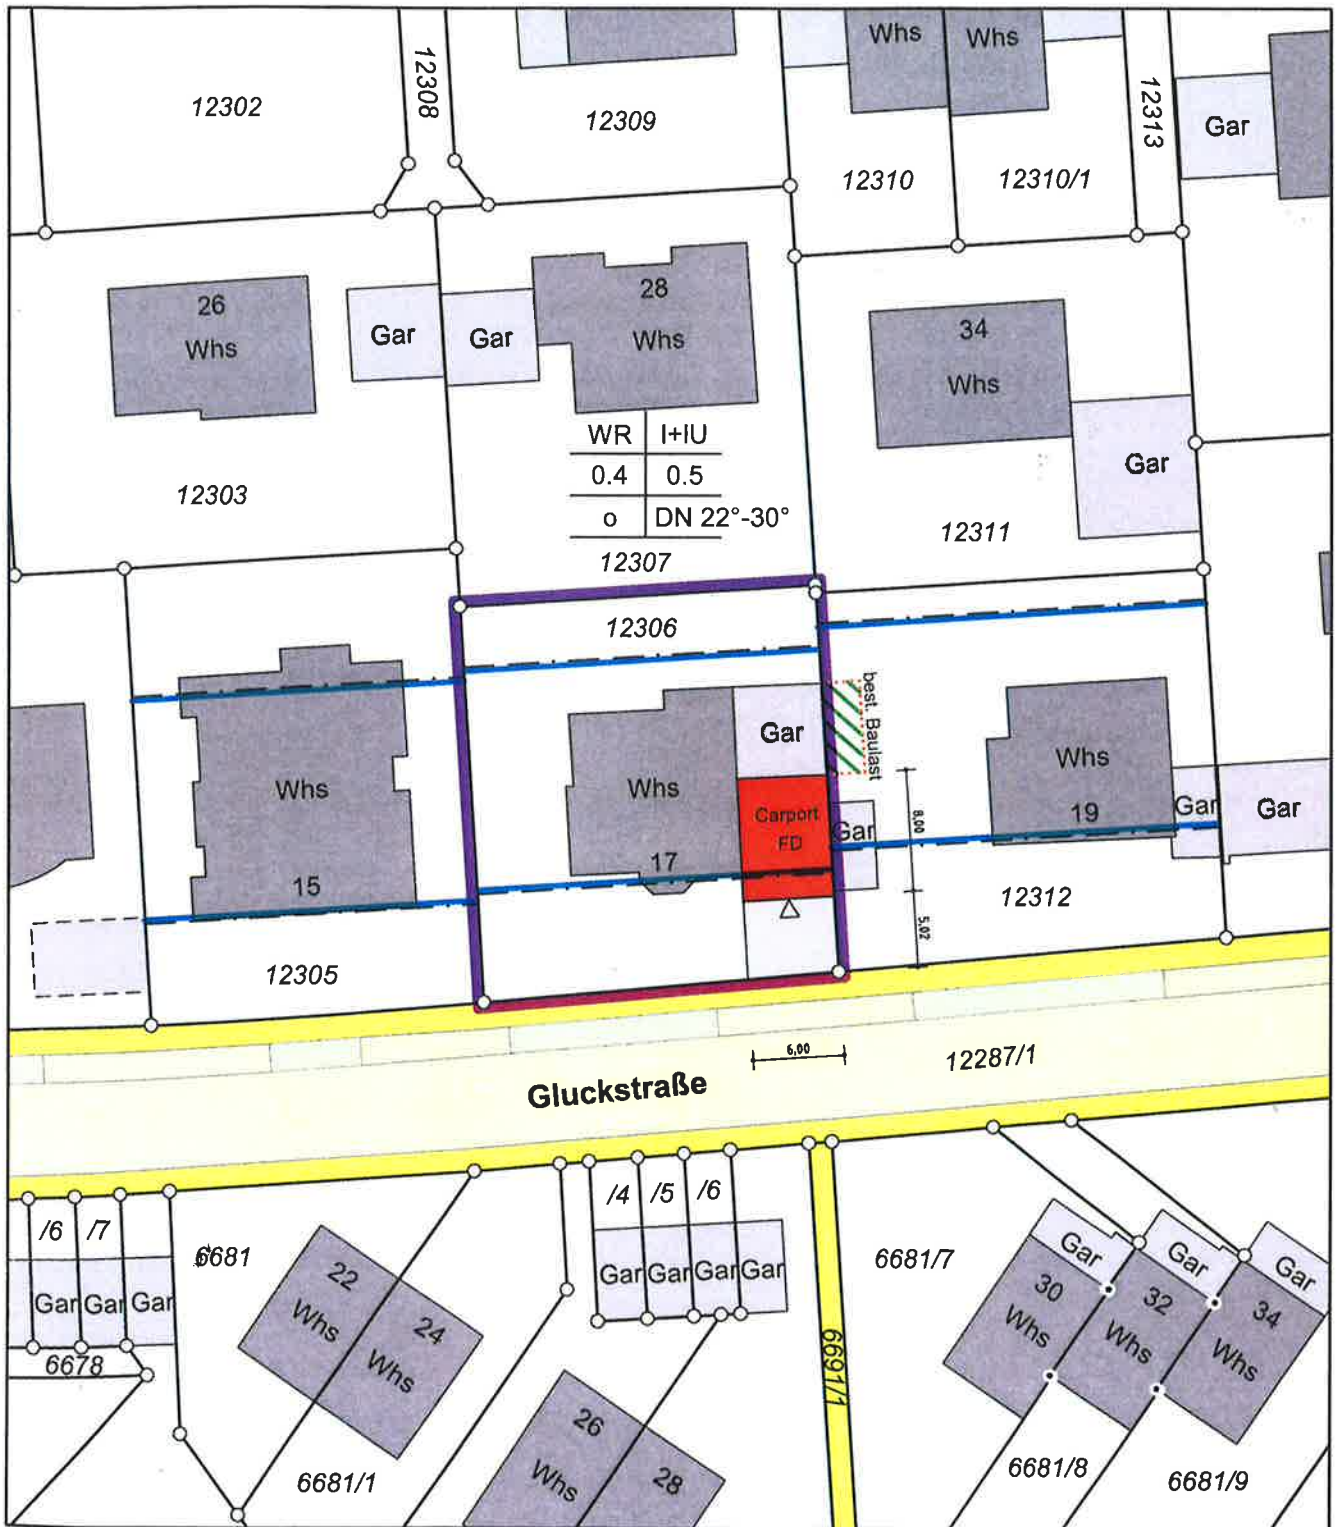 12302
12308
12309
Whs
Whs
12310
12310/1
12313
Gar
26
Whs
Gar
Gar
28
Whs
34
Whs
Gar
12303
WR I+IU
0.4 0.5
o DN 22°-30°
12307
12311
12306
best. Baulast
Gar
Whs
17
Carport
FD
Gar
8,00
5,02
Whs
19
Gar
Gar
12312
Whs
15
12305
6,00
12287/1
Gluckstraße
/6
/7
6681
Gar
Gar
Gar
6678
22
Whs
24
Whs
6681/1
/4
/5
/6
Gar
Gar
Gar
Gar
26
Whs
28
6691/1
6681/7
Gar
Gar
Gar
30
Whs
32
Whs
34
Whs
6681/8
6681/9